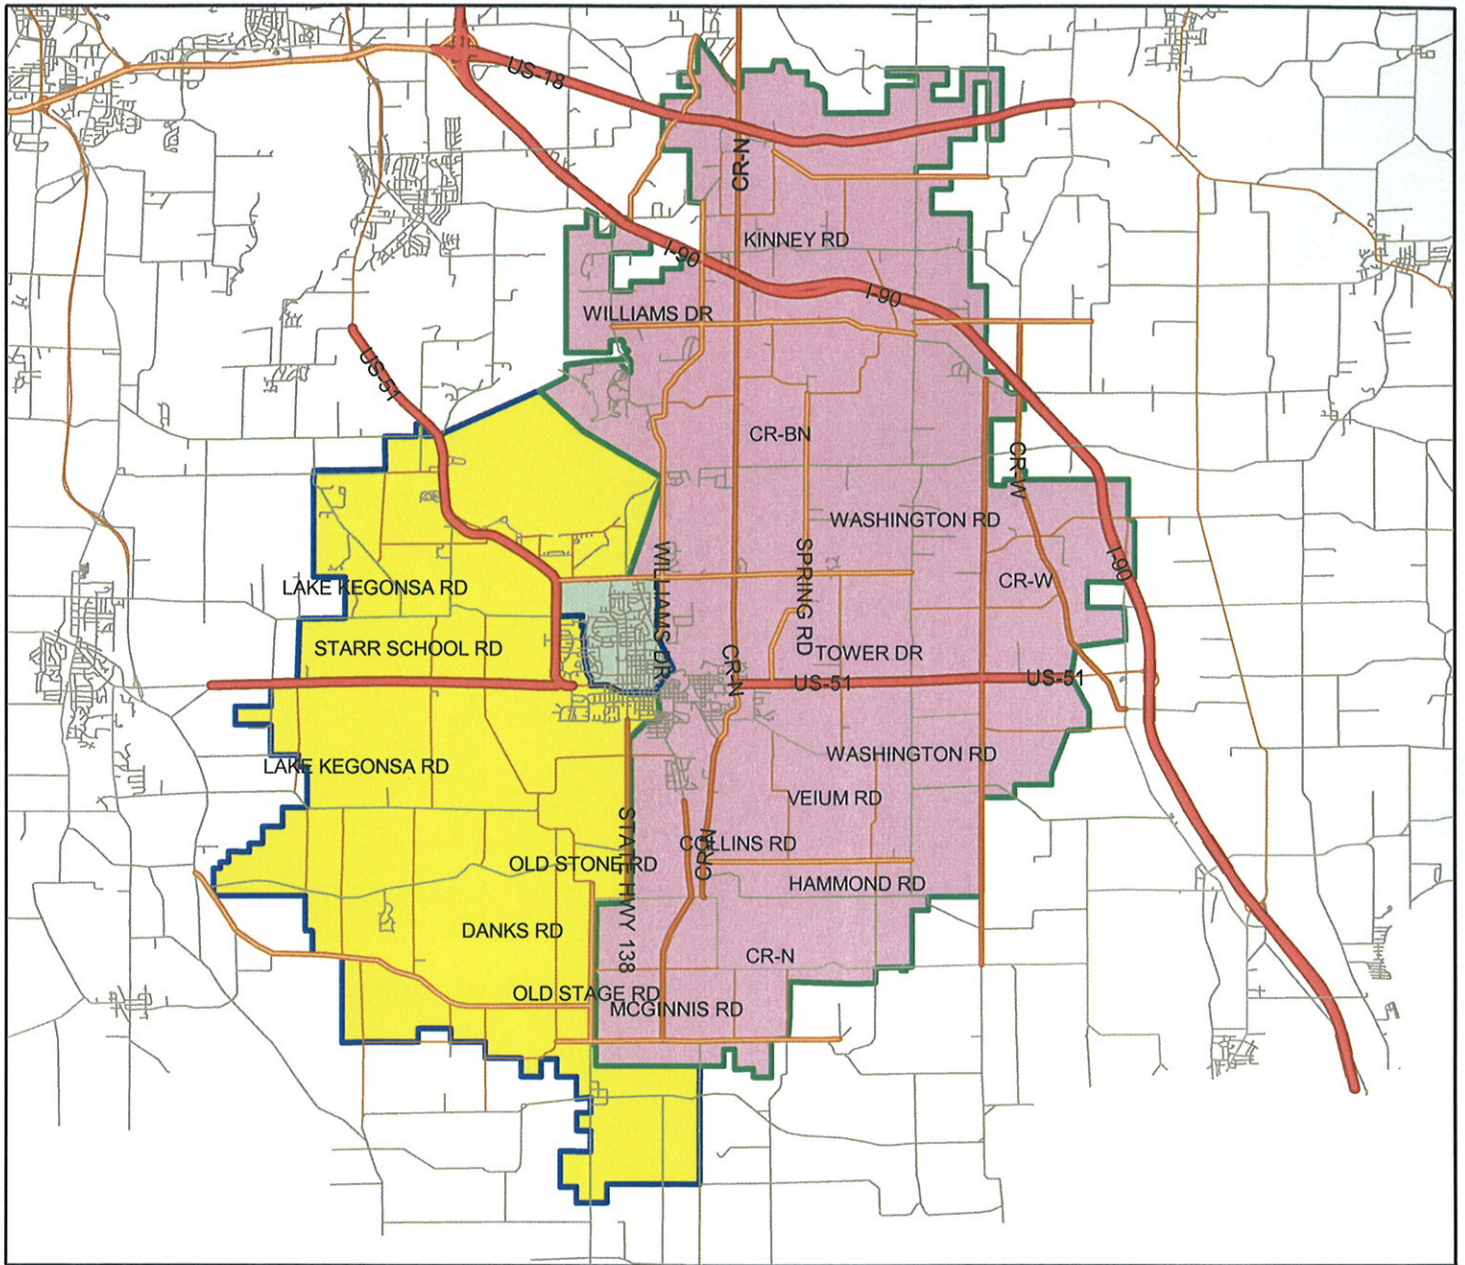 US-18
CR-N
KINNEY RD
I-90
I-90
WILLIAMS DR
US-51
CR-BN
CR-W
WASHINGTON RD
SPRING RD
WILLIAMS DR
I-90
CR-W
LAKE KEGONSA RD
STARR SCHOOL RD
TOWER DR
CR-N
US-51
US-51
WASHINGTON RD
LAKE KEGONSA RD
VEIUM RD
STATE HWY 138
COLLINS RD
CR-N
OLD STONE RD
HAMMOND RD
DANKS RD
CR-N
OLD STAGE RD
MCGINNIS RD